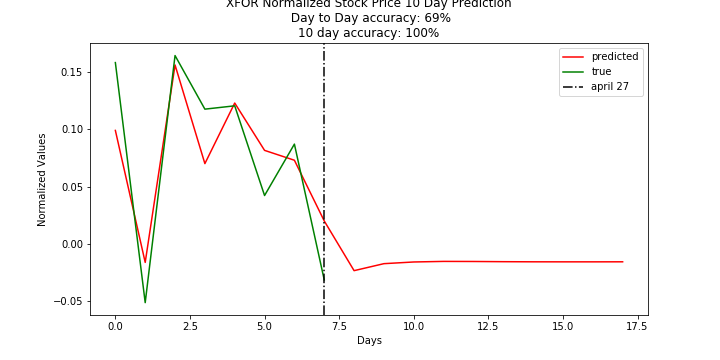 XFOR Normalized Stock Price 10 Day Prediction
Day to Day accuracy: 69%
10 day accuracy: 100%
predicted
true
april 27
0.15
0.10
0.05
0.00
−0.05
Normalized Values
0.0 2.5 5.0 7.5 10.0 12.5 15.0 17.5
Days